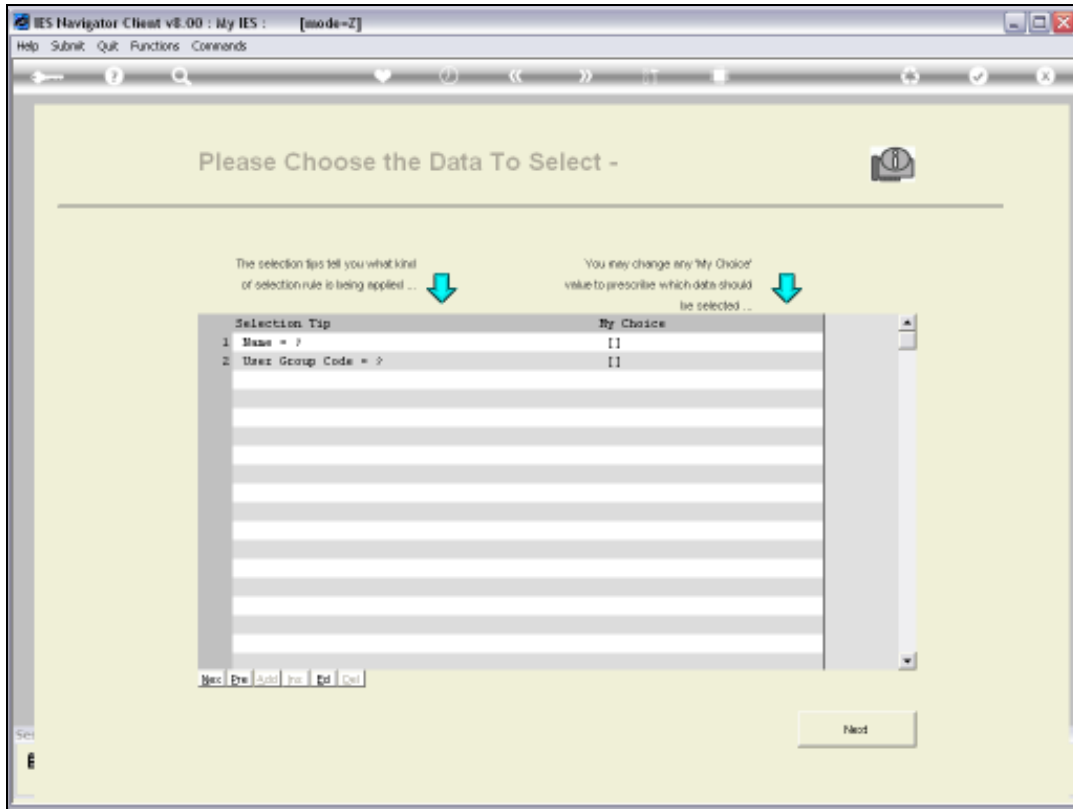 IES Navigator Client v8.00 : My IES : [mode=Z]
Help Submit Quit Functions Commands
Please Choose the Data To Select -
The selection tips tell you what kind
of selection rule is being applied ...
You may change any 'My Choice'
value to prescribe which data should
be selected ...
Selection Tip My Choice
1 Name = ? []
2 User Group Code = ? []
Nex Pre Add Ins Ed Del
Next
Se